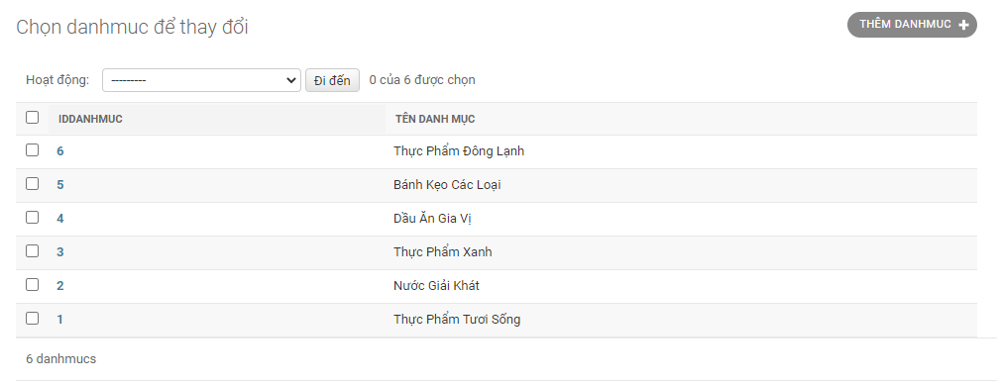 Chọn danhmuc để thay đổi
THÊM DANHMUC +
Hoạt động: --------- Đi đến 0 của 6 được chọn
IDDANHMUC TÊN DANH MỤC
6 Thực Phẩm Đông Lạnh
5 Bánh Kẹo Các Loại
4 Dầu Ăn Gia Vị
3 Thực Phẩm Xanh
2 Nước Giải Khát
1 Thực Phẩm Tươi Sống
6 danhmucs